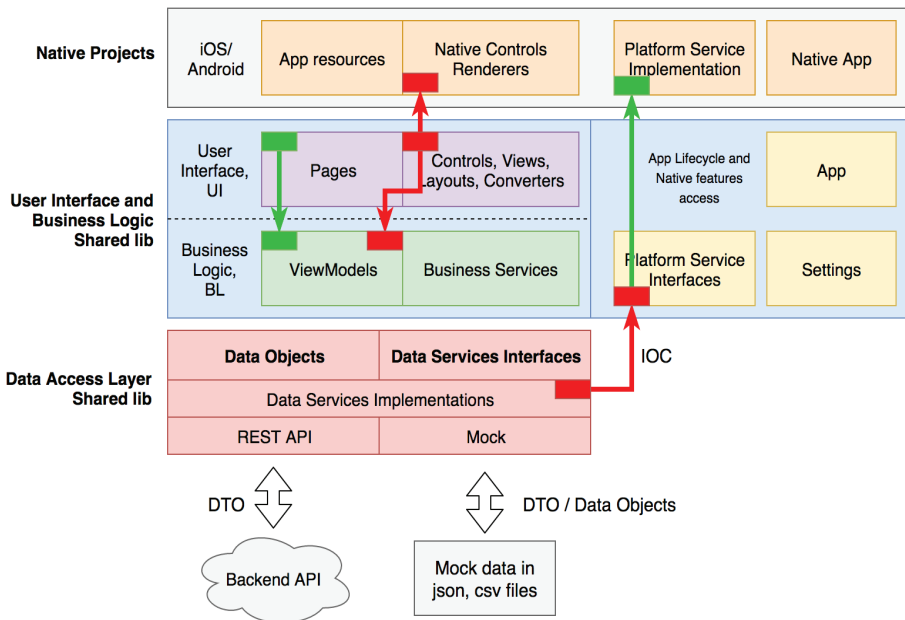 Native Projects
iOS/
Android
App resources
Native Controls
Renderers
Platform Service
Implementation
Native App
User Interface and
Business Logic
Shared lib
User
Interface,
UI
Pages
Controls, Views,
Layouts, Converters
App Lifecycle and
Native features
access
App
Business
Logic,
BL
ViewModels
Business Services
Platform Service
Interfaces
Settings
Data Access Layer
Shared lib
Data Objects
Data Services Interfaces
IOC
Data Services Implementations
REST API
Mock
DTO
DTO / Data Objects
Backend API
Mock data in
json, csv files